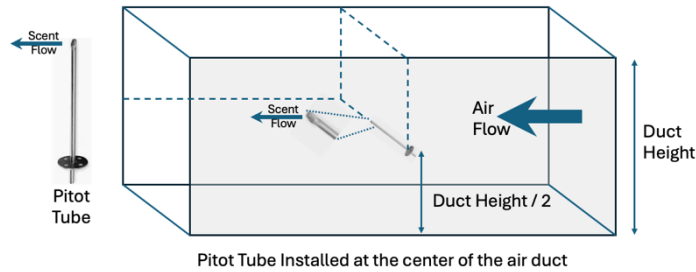 Scent
Flow
Pitot
Tube
Scent
Flow
Air
Flow
Duct
Height
Duct Height / 2
Pitot Tube Installed at the center of the air duct